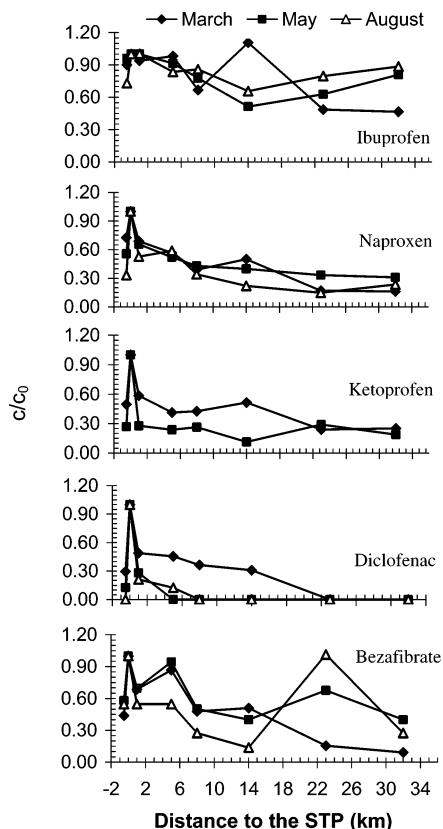 March May August
1.20
0.90
0.60
0.30
0.00
Ibuprofen
1.20
0.90
0.60
0.30
0.00
Naproxen
1.20
0.90
0.60
0.30
0.00
Ketoprofen
1.20
0.90
0.60
0.30
0.00
Diclofenac
1.20
0.90
0.60
0.30
0.00
Bezafibrate
c/c0
-2 2 6 10 14 18 22 26 30 34
Distance to the STP (km)